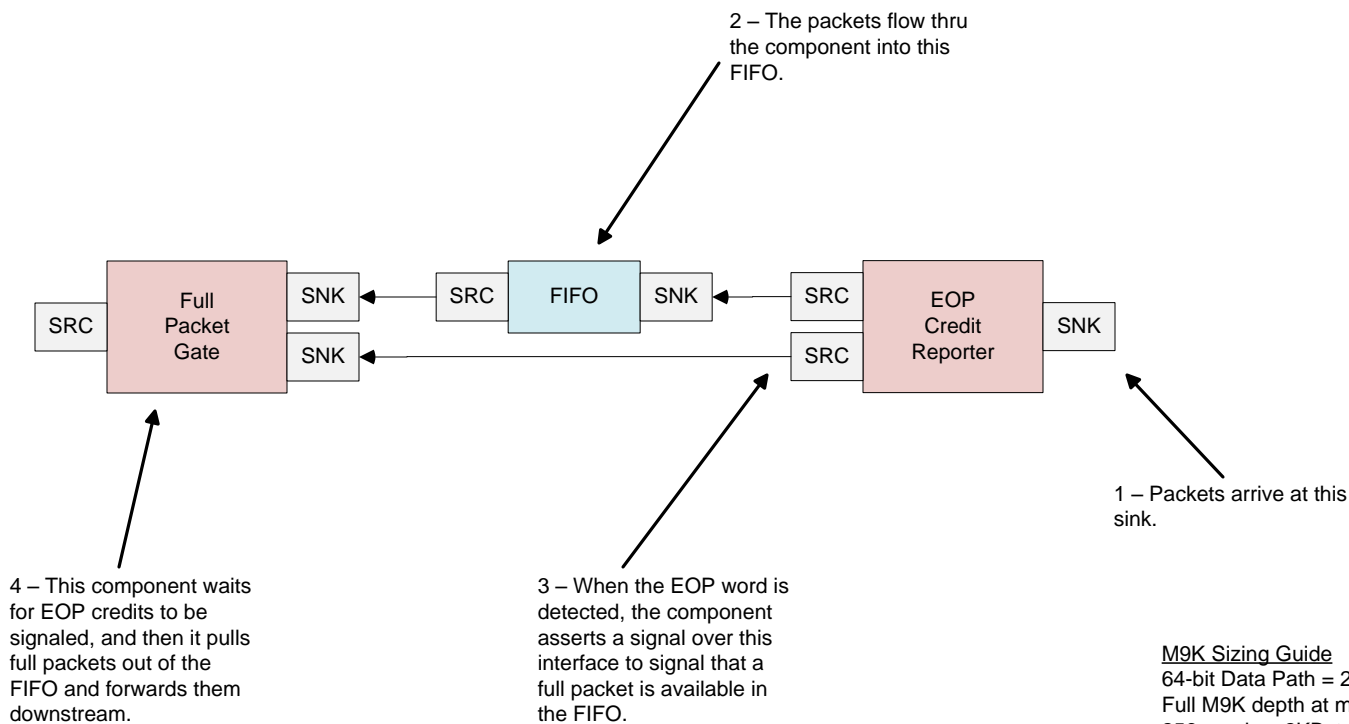 2 – The packets flow thru
the component into this
FIFO.
SRC
Full
Packet
Gate
SNK
SNK
SRC
FIFO
SNK
SRC
SRC
EOP
Credit
Reporter
SNK
1 – Packets arrive at this
sink.
4 – This component waits
for EOP credits to be
signaled, and then it pulls
full packets out of the
FIFO and forwards them
downstream.
3 – When the EOP word is
detected, the component
asserts a signal over this
interface to signal that a
full packet is available in
the FIFO.
M9K Sizing Guide
64-bit Data Path = 2
Full M9K depth at m